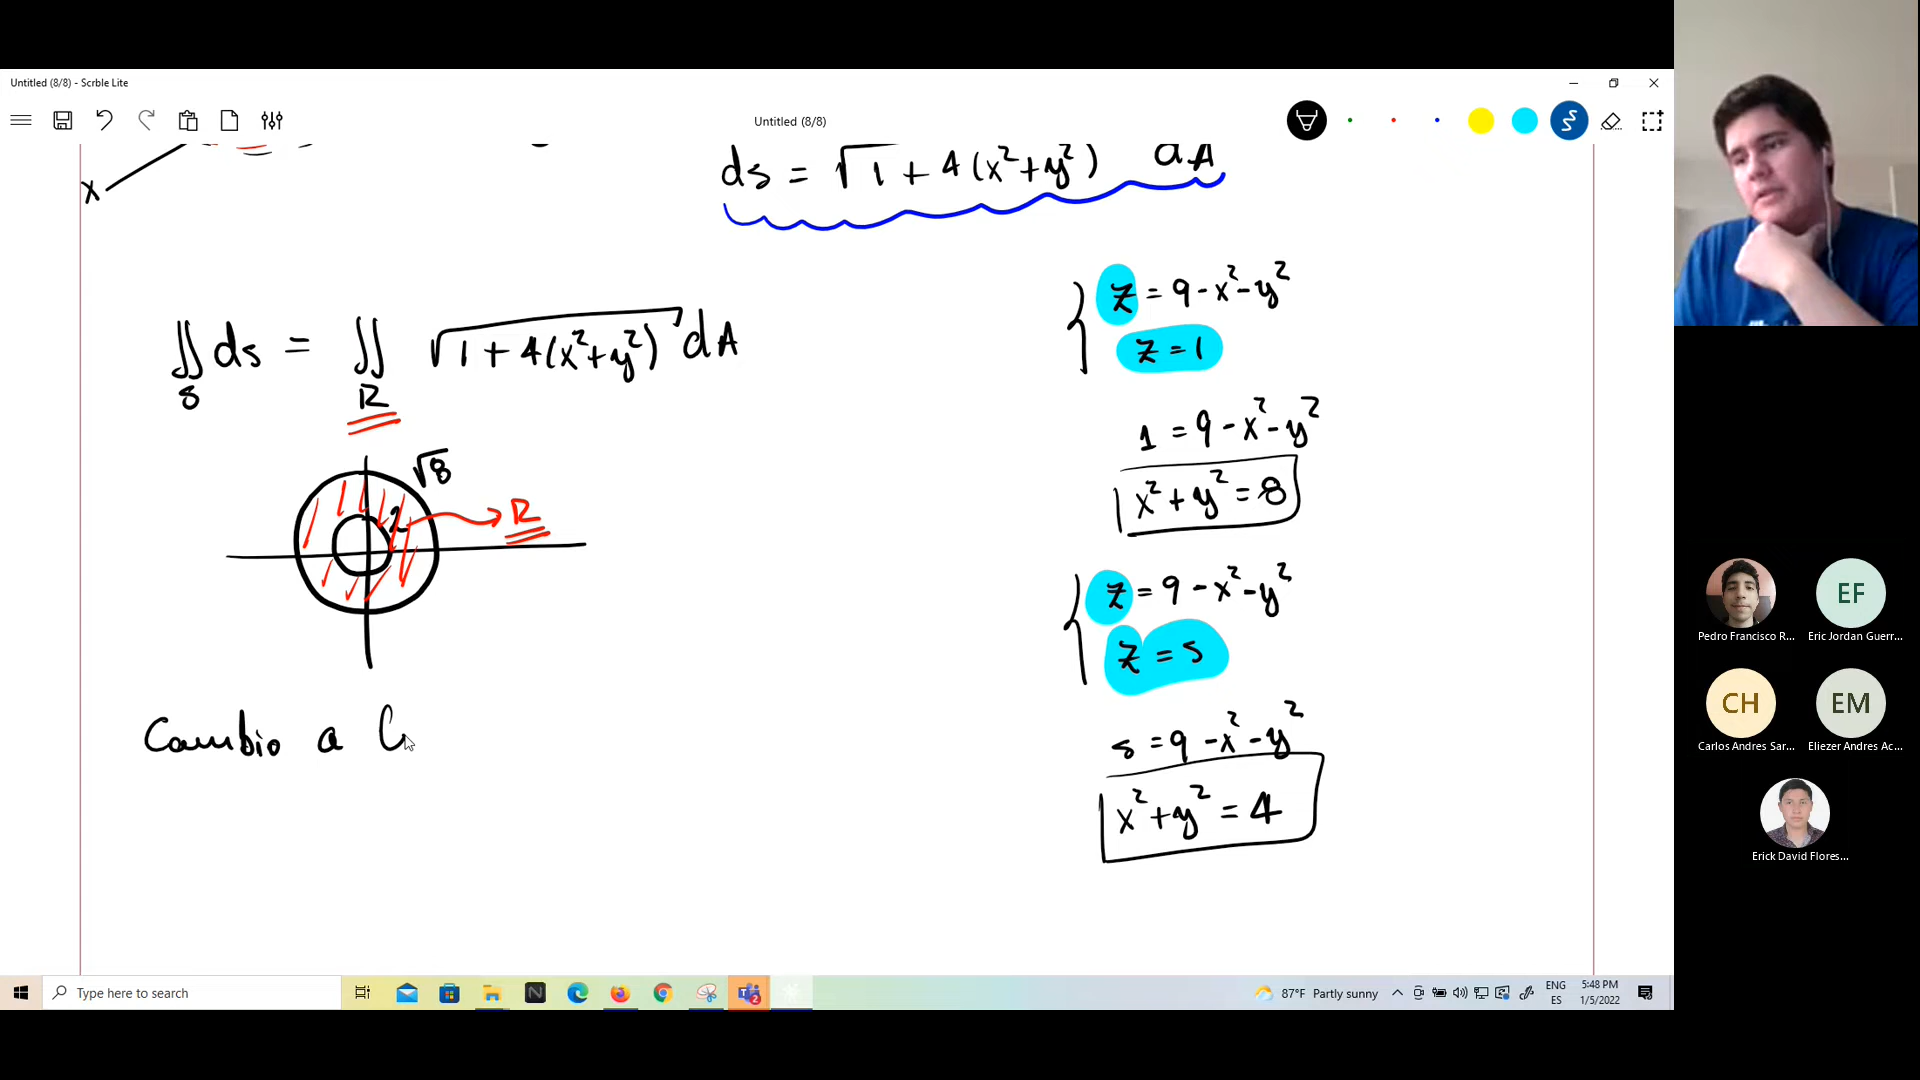 Untitled (8/8) - Scrble Lite
Untitled (8/8)
x
ds = √1 + 4(x²+y²) dA
∬ ds = ∬ √1 + 4(x²+y²) dA
S R
√8
2
R
Cambio a C
{ z = 9 - x² - y²
z = 1
1 = 9 - x² - y²
x² + y² = 8
{ z = 9 - x² - y²
z = 5
5 = 9 - x² - y²
x² + y² = 4
Pedro Francisco R...
EF
Eric Jordan Guerr...
CH
Carlos Andres Sar...
EM
Eliezer Andres Ac...
Erick David Flores...
Type here to search
N
2
87°F Partly sunny
ENG
ES
5:48 PM
1/5/2022